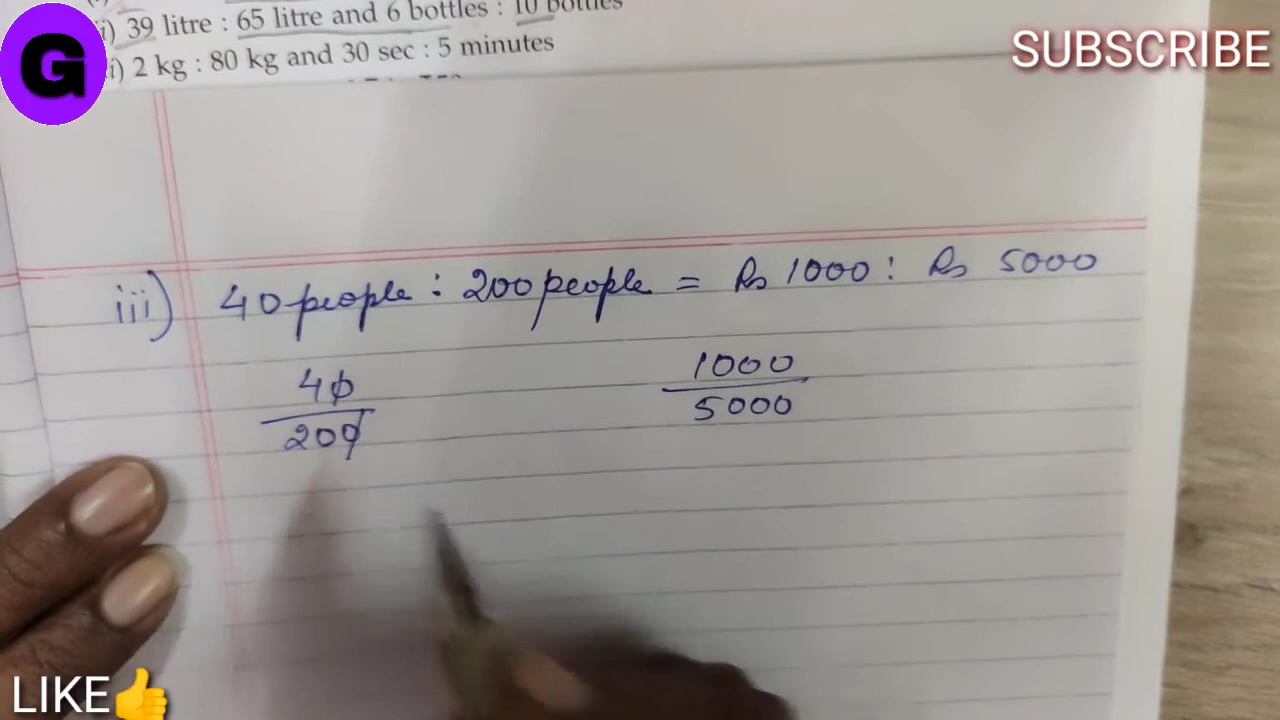 i) 39 litre : 65 litre and 6 bottles : 10 bottles
i) 2 kg : 80 kg and 30 sec : 5 minutes
G
SUBSCRIBE
iii) 40 people : 200 people = Rs 1000 : Rs 5000
40 1000
200 5000
LIKE👍